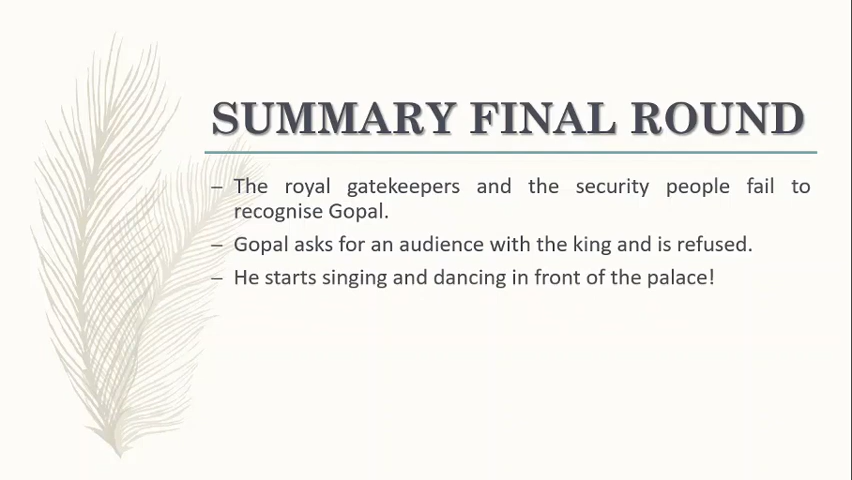 SUMMARY FINAL ROUND
– The royal gatekeepers and the security people fail to
recognise Gopal.
– Gopal asks for an audience with the king and is refused.
– He starts singing and dancing in front of the palace!